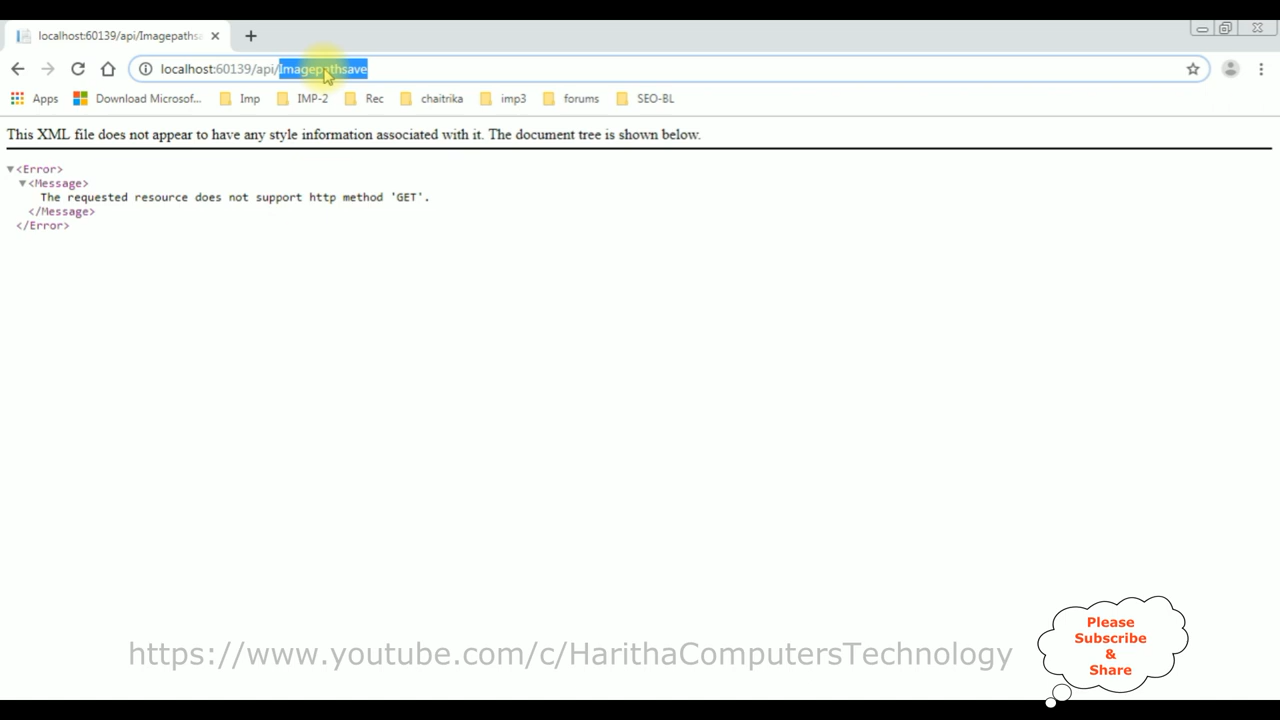 localhost:60139/api/Imagepaths
localhost:60139/api/Imagepathsave
Apps Download Microsof... Imp IMP-2 Rec chaitrika imp3 forums SEO-BL
This XML file does not appear to have any style information associated with it. The document tree is shown below.
▼<Error>
▼<Message>
The requested resource does not support http method 'GET'.
</Message>
</Error>
Please
Subscribe
&
Share
https://www.youtube.com/c/HarithaComputersTechnology